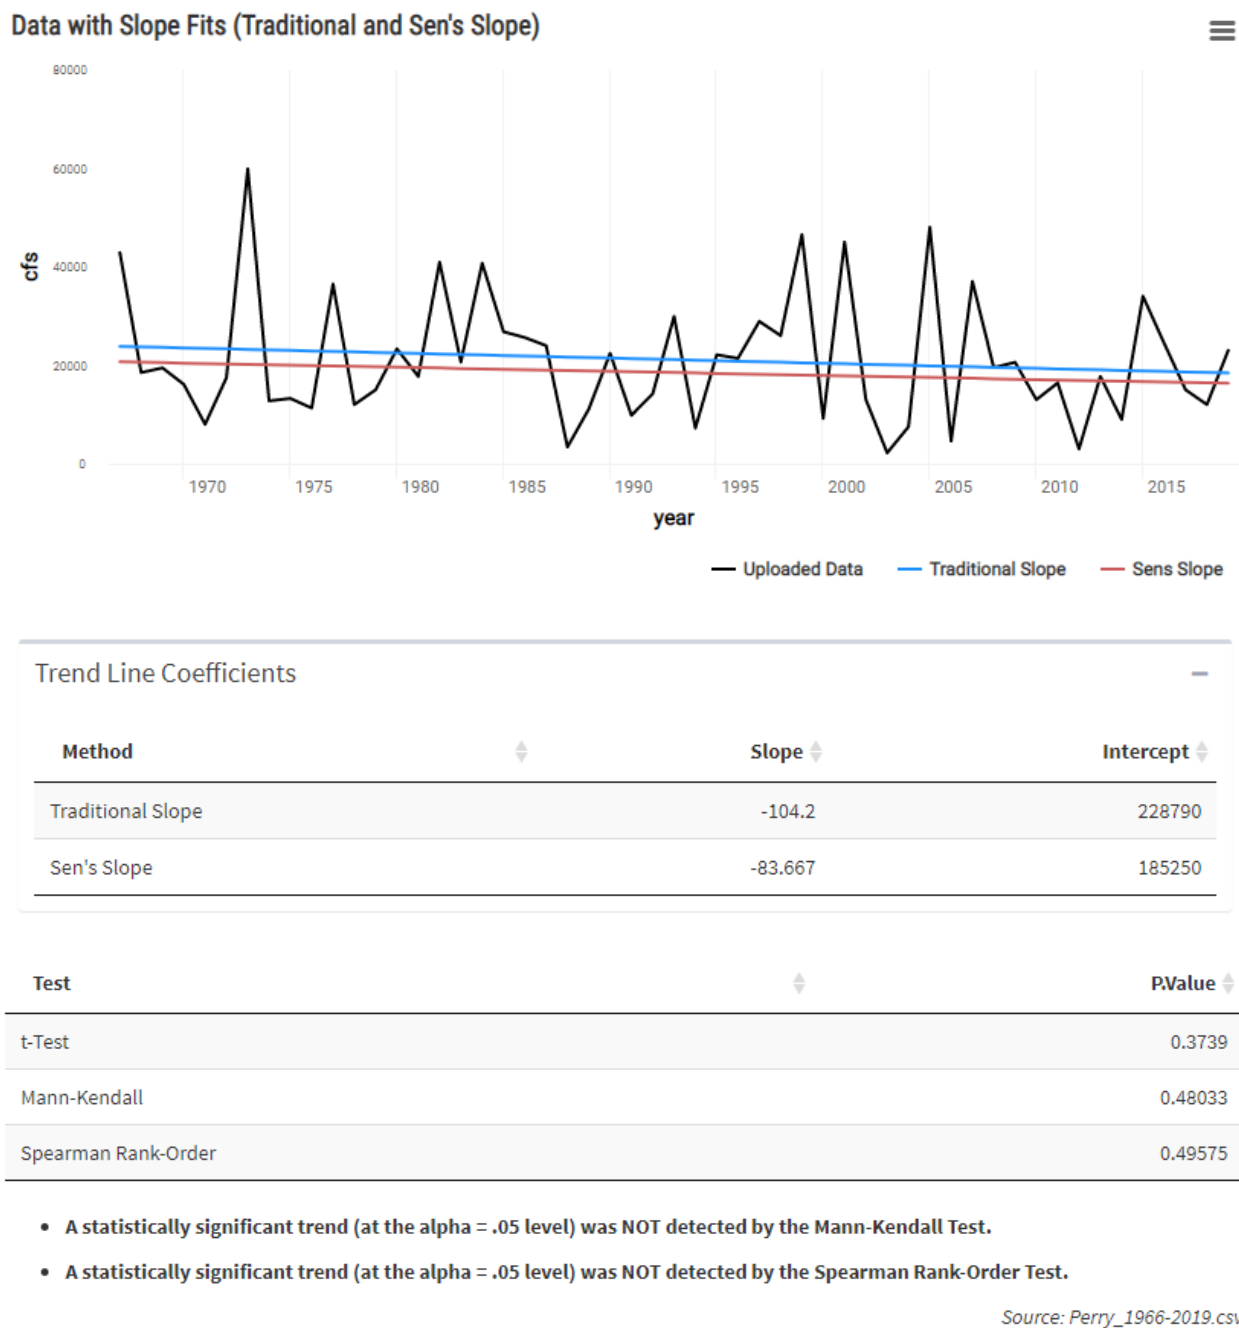 Data with Slope Fits (Traditional and Sen's Slope)
80000
60000
40000
20000
0
cfs
1970 1975 1980 1985 1990 1995 2000 2005 2010 2015
year
Uploaded Data Traditional Slope Sens Slope
Trend Line Coefficients
Method Slope Intercept
Traditional Slope -104.2 228790
Sen's Slope -83.667 185250
Test P.Value
t-Test 0.3739
Mann-Kendall 0.48033
Spearman Rank-Order 0.49575
• A statistically significant trend (at the alpha = .05 level) was NOT detected by the Mann-Kendall Test.
• A statistically significant trend (at the alpha = .05 level) was NOT detected by the Spearman Rank-Order Test.
Source: Perry_1966-2019.csv